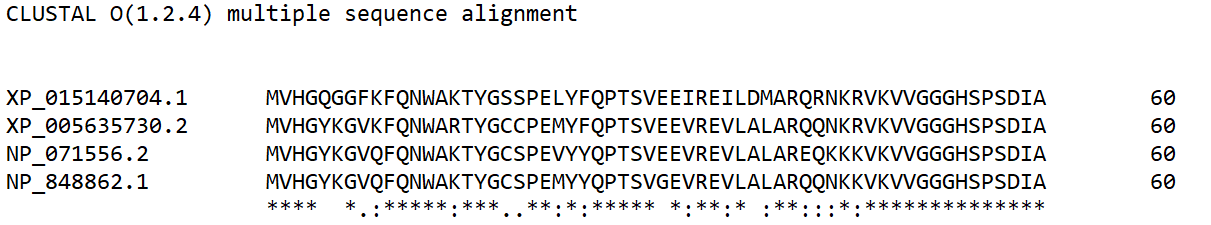 CLUSTAL O(1.2.4) multiple sequence alignment
XP_015140704.1      MVHGQGGFKFQNWAKTYGSSPELYFQPTSVEEIREILDMARQRNKRVKVVGGGHSPSDIA        60
XP_005635730.2      MVHGYKGVKFQNWARTYGCCPEMYFQPTSVEEVREVLALARQQNKRVKVVGGGHSPSDIA        60
NP_071556.2         MVHGYKGVQFQNWAKTYGCSPEVYYQPTSVEEVREVLALAREQKKKVKVVGGGHSPSDIA        60
NP_848862.1         MVHGYKGVQFQNWAKTYGCSPEMYYQPTSVGEVREVLALARQQNKKVKVVGGGHSPSDIA        60
                    ****  *.:*****:***..**:*:***** *:**:* :**:::*:**************